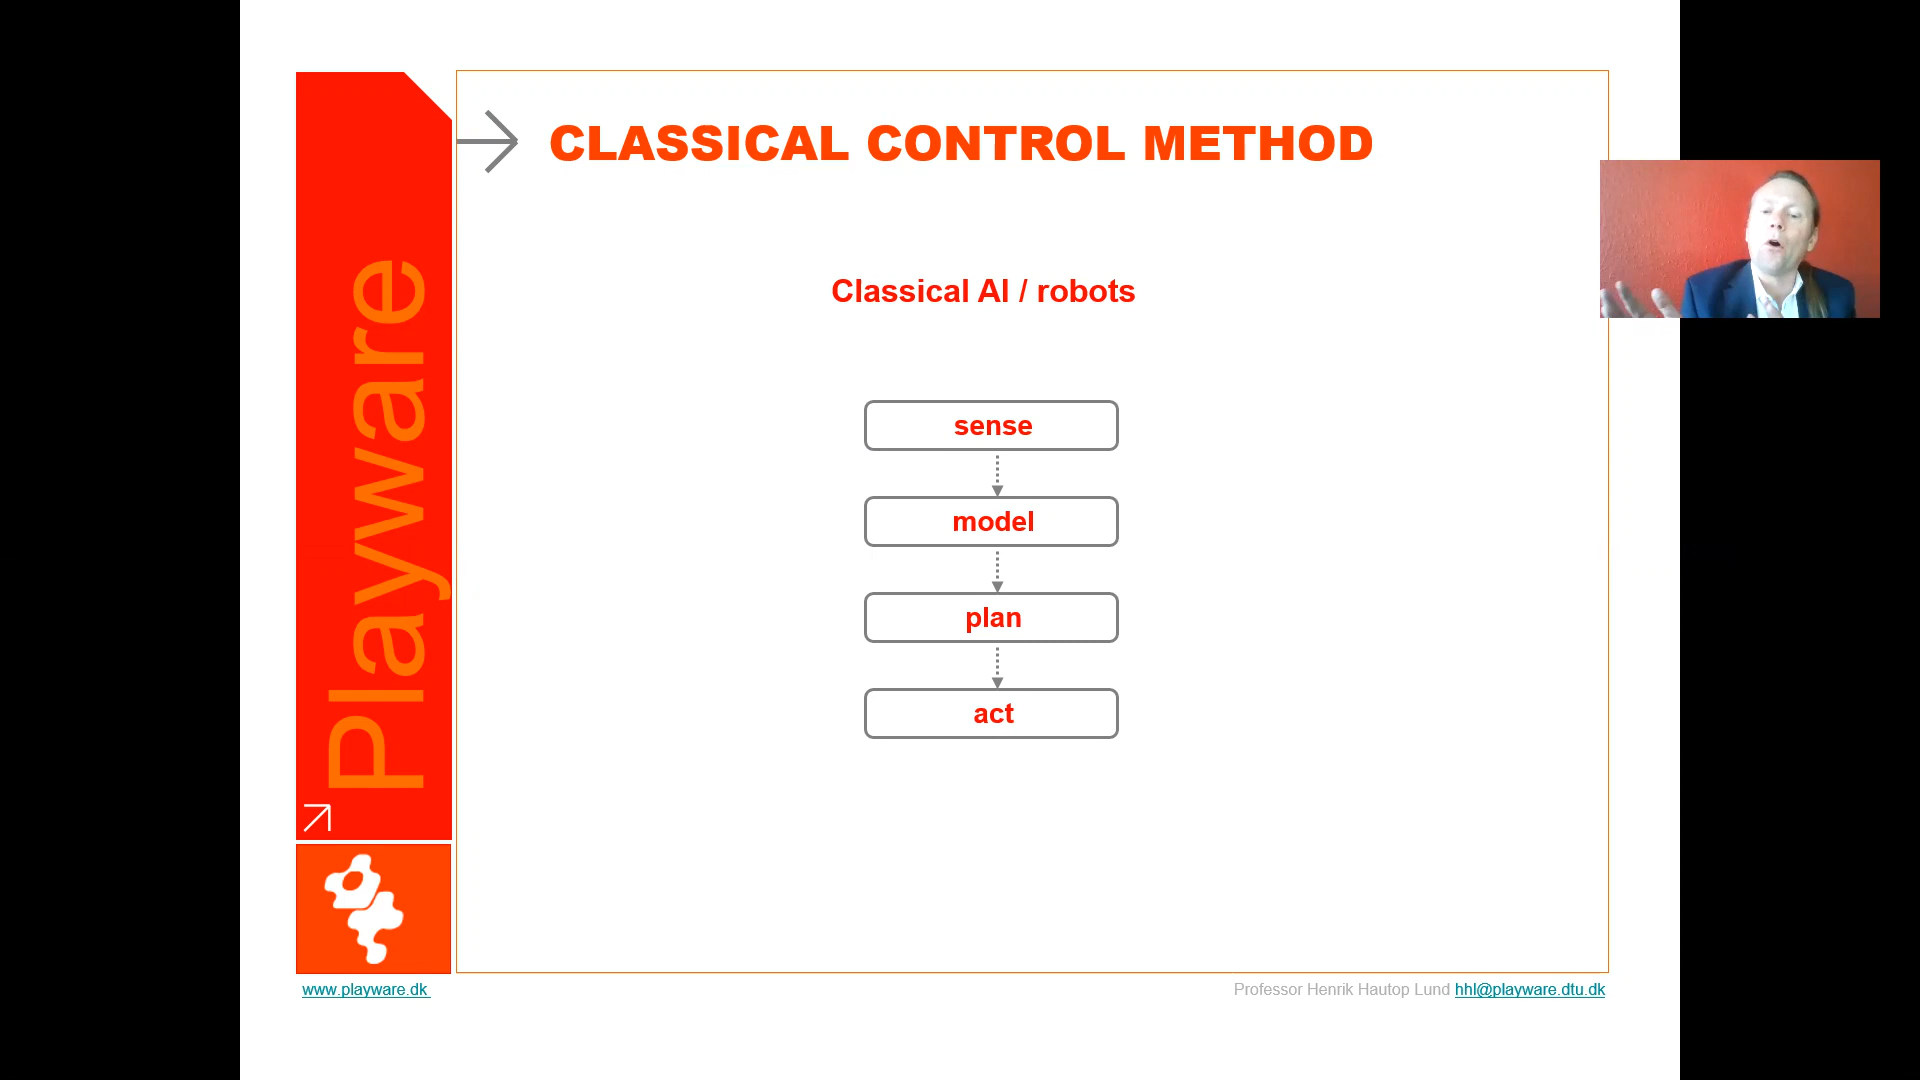 CLASSICAL CONTROL METHOD
Classical AI / robots
sense
model
plan
act
Playware
www.playware.dk
Professor Henrik Hautop Lund hhl@playware.dtu.dk